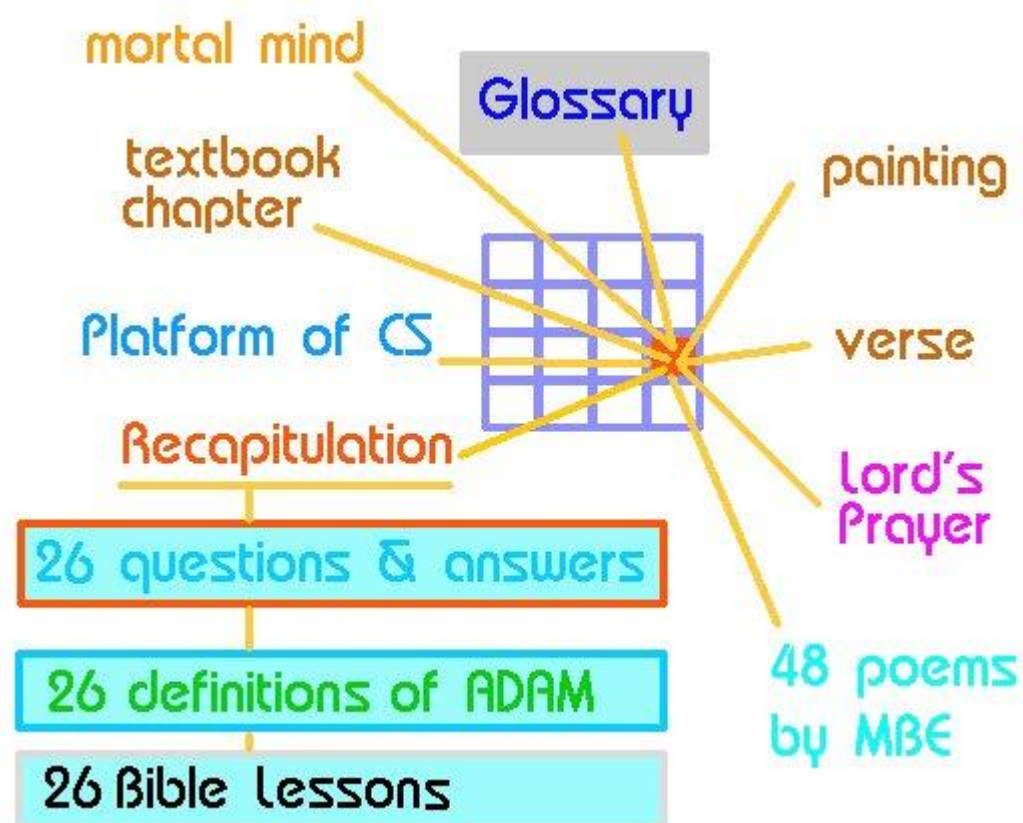 mortal mind
Glossary
textbook
chapter
painting
Platform of CS
verse
Recapitulation
Lord's
Prayer
26 questions & answers
26 definitions of ADAM
48 poems
by MBE
26 Bible Lessons